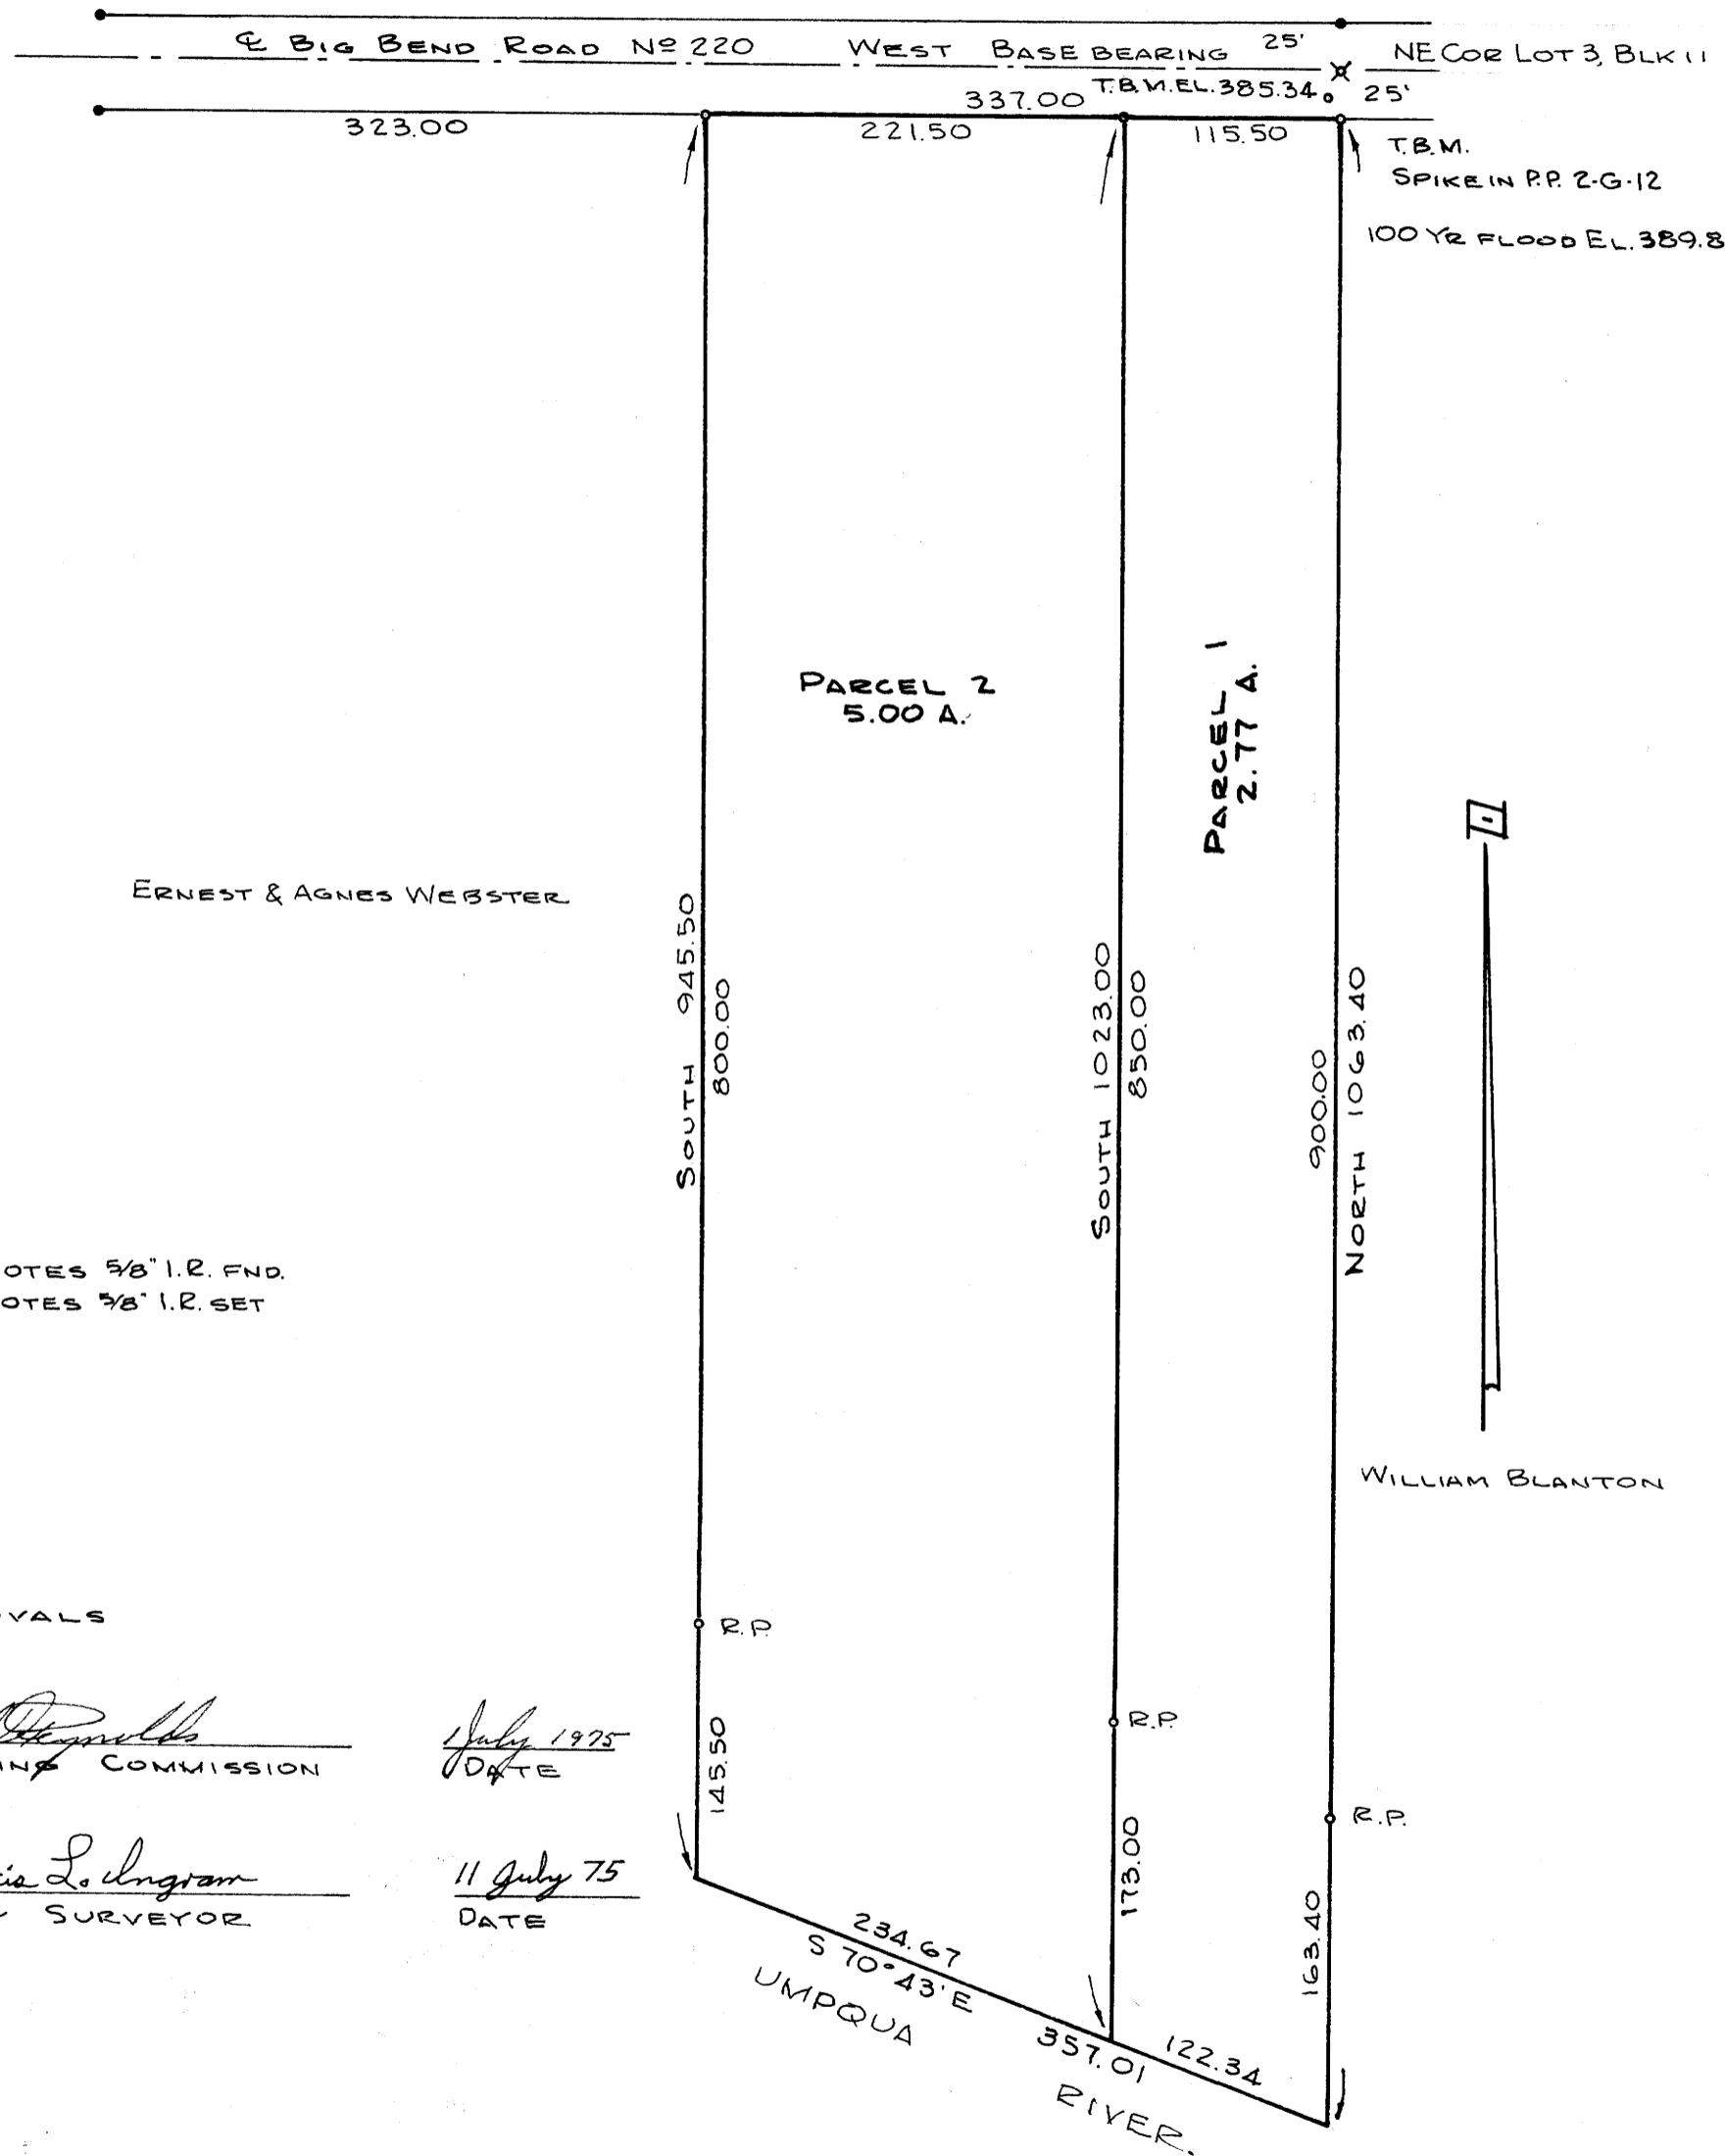 ℄ BIG BEND ROAD Nº 220 WEST BASE BEARING 25' NE COR LOT 3, BLK 11
337.00 T.B.M. EL. 385.34 25'
323.00 221.50 115.50
T.B.M.
SPIKE IN P.P. 2-G-12
100 YR FLOOD EL. 389.8
PARCEL 2
5.00 A.
PARCEL 1
2.77 A.
ERNEST & AGNES WEBSTER
SOUTH 945.50
800.00
SOUTH 1023.00
850.00
900.00
NORTH 1063.40
OTES 5/8" I.R. FND.
OTES 5/8" I.R. SET
WILLIAM BLANTON
VALS
R.P.
R.P.
R.P.
145.50
173.00
163.40
Reynolds
ING COMMISSION
1 July 1975
DATE
cis L. Ingram
SURVEYOR
11 July 75
DATE
234.67
S 70°43' E
357.01
122.34
UMPQUA
RIVER.